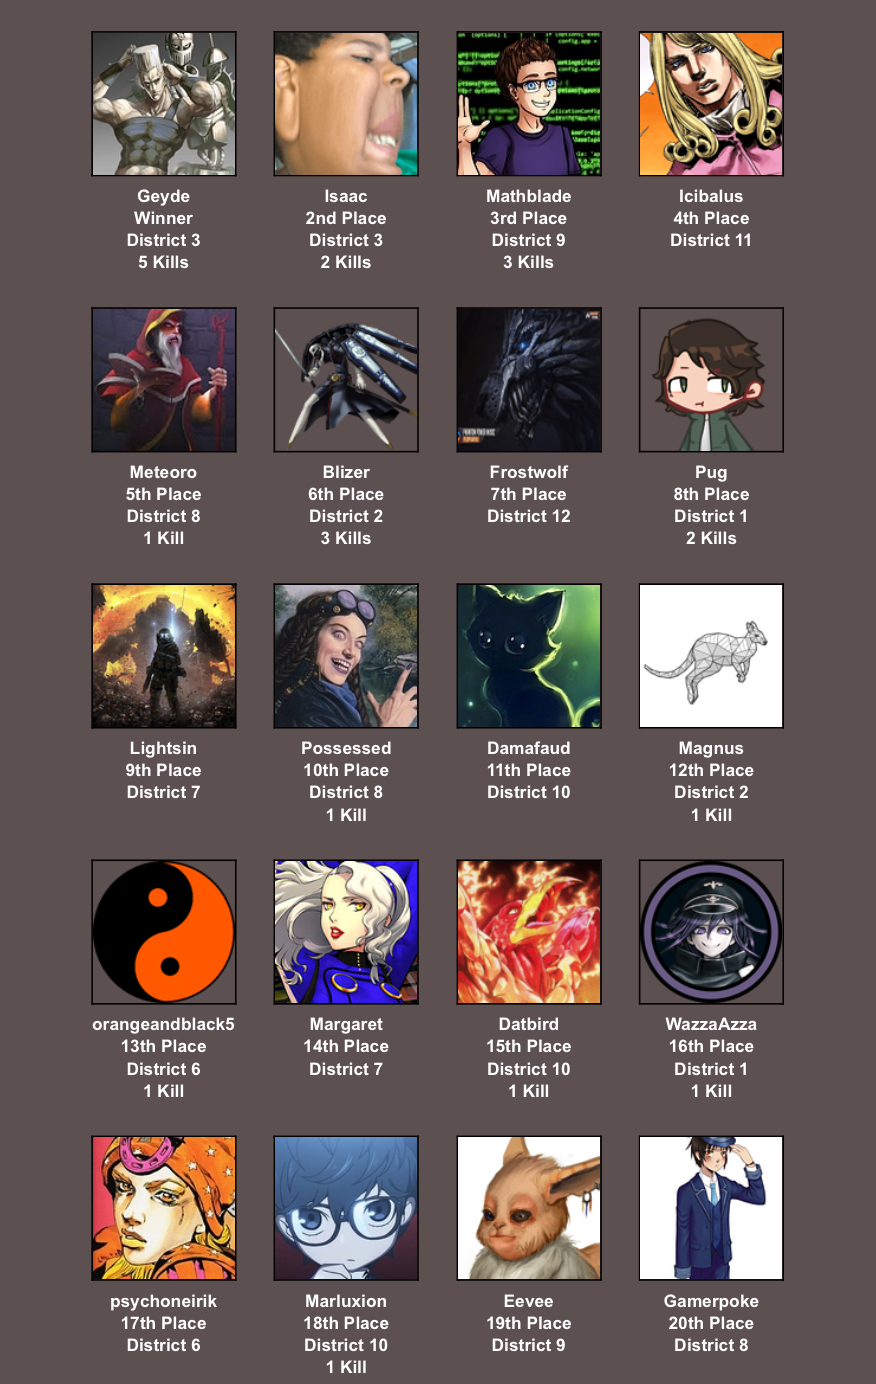 Geyde
Winner
District 3
5 Kills
Isaac
2nd Place
District 3
2 Kills
Mathblade
3rd Place
District 9
3 Kills
Icibalus
4th Place
District 11
Meteoro
5th Place
District 8
1 Kill
Blizer
6th Place
District 2
3 Kills
Frostwolf
7th Place
District 12
Pug
8th Place
District 1
2 Kills
Lightsin
9th Place
District 7
Possessed
10th Place
District 8
1 Kill
Damafaud
11th Place
District 10
Magnus
12th Place
District 2
1 Kill
orangeandblack5
13th Place
District 6
1 Kill
Margaret
14th Place
District 7
Datbird
15th Place
District 10
1 Kill
WazzaAzza
16th Place
District 1
1 Kill
psychoneirik
17th Place
District 6
Marluxion
18th Place
District 10
1 Kill
Eevee
19th Place
District 9
Gamerpoke
20th Place
District 8